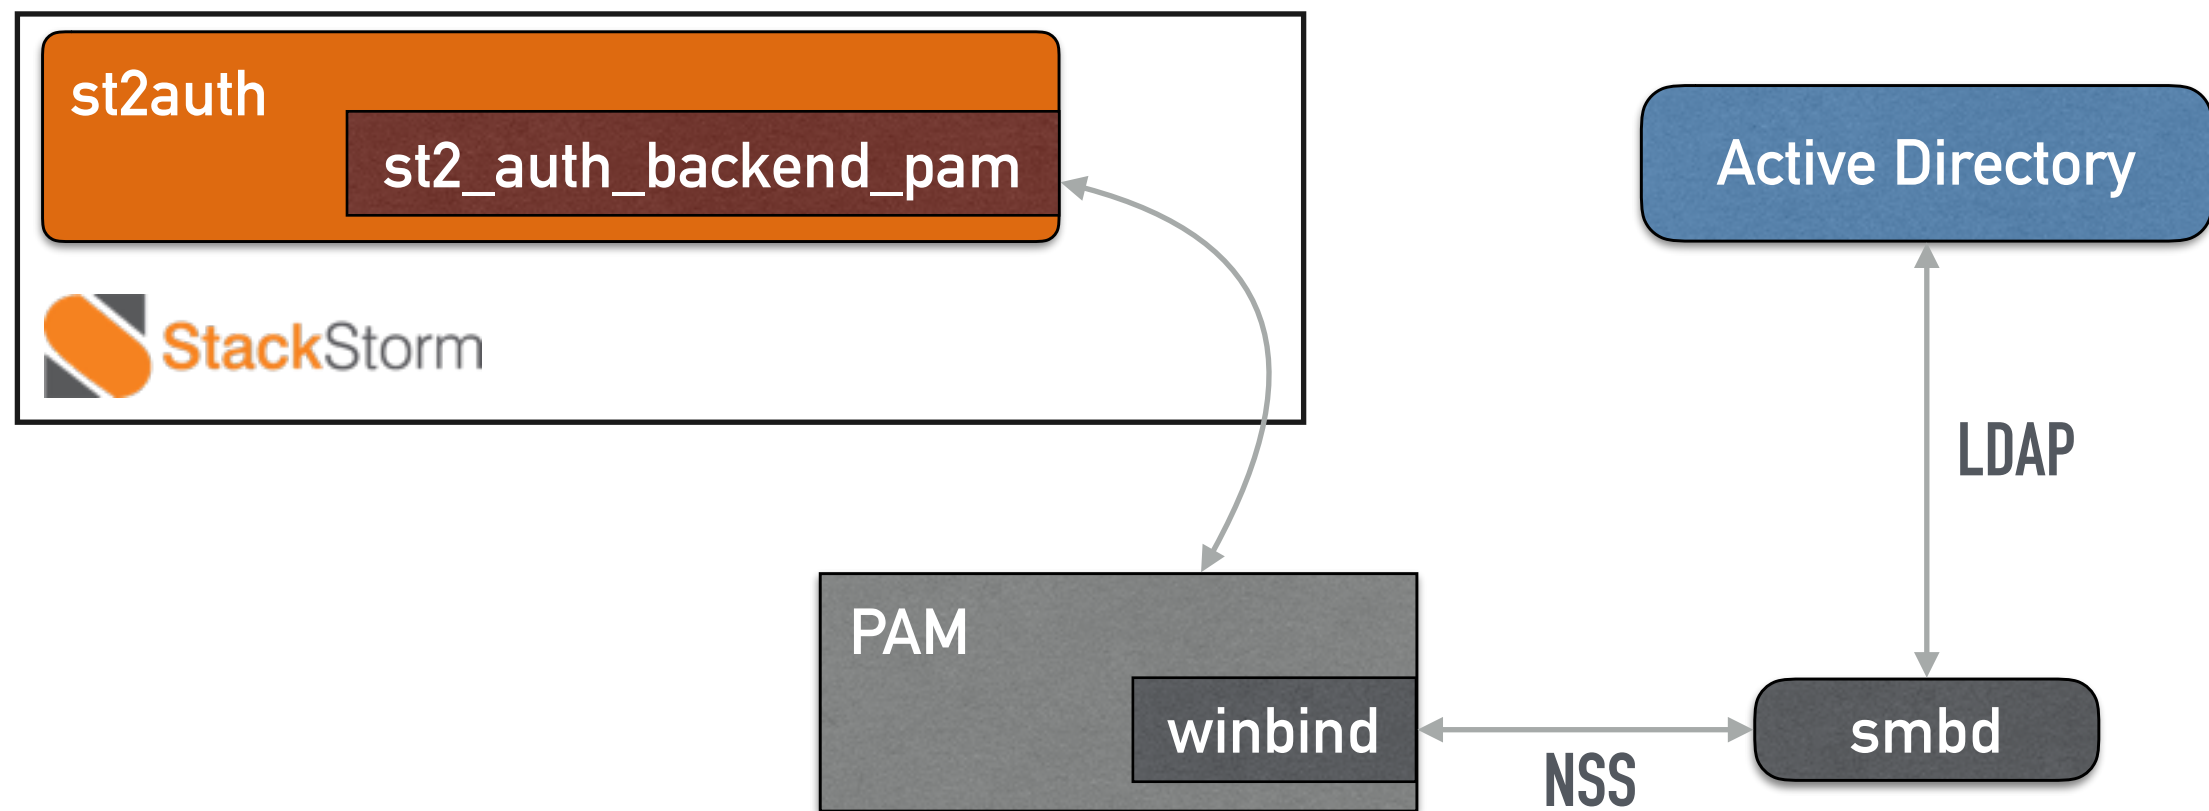 st2auth
st2_auth_backend_pam
StackStorm
Active Directory
LDAP
PAM
winbind
NSS
smbd